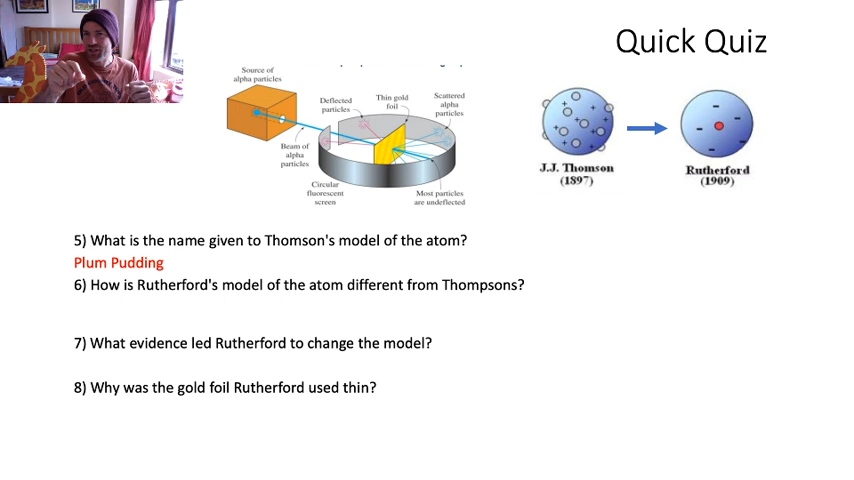 Quick Quiz
Source of
alpha particles
Deflected
particles
Thin gold
foil
Scattered
alpha
particles
Beam of
alpha
particles
Circular
fluorescent
screen
Most particles
are undeflected
J.J. Thomson
(1897)
Rutherford
(1909)
5) What is the name given to Thomson's model of the atom?
Plum Pudding
6) How is Rutherford's model of the atom different from Thompsons?
7) What evidence led Rutherford to change the model?
8) Why was the gold foil Rutherford used thin?